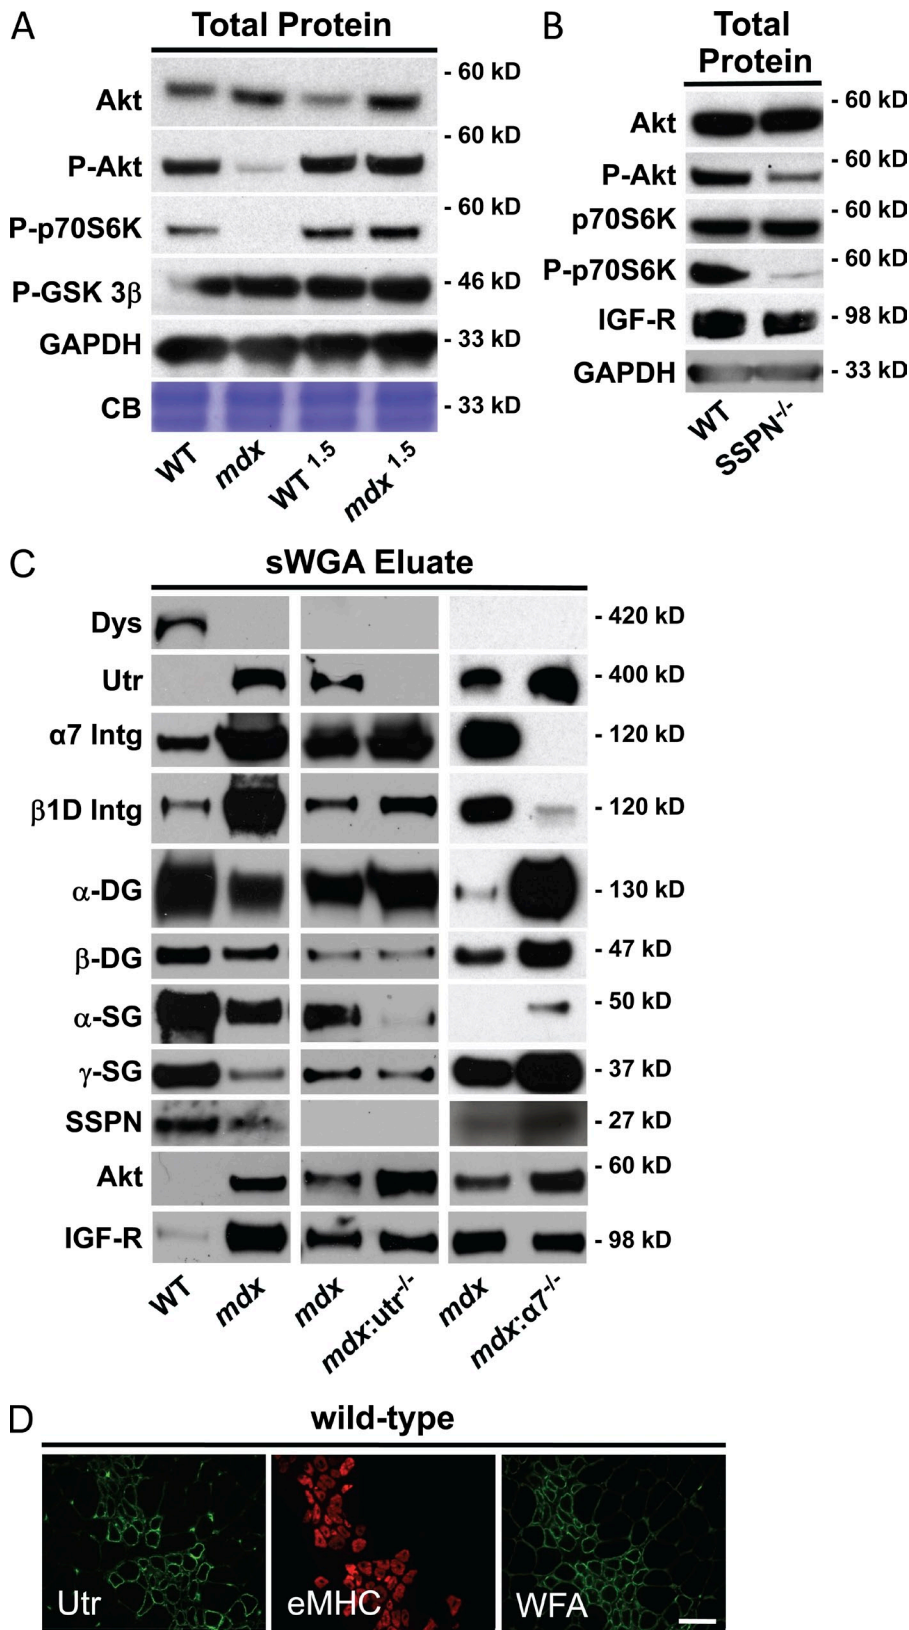 A
Total Protein
Akt
- 60 kD
P-Akt
- 60 kD
P-p70S6K
- 60 kD
P-GSK 3β
- 46 kD
GAPDH
- 33 kD
CB
- 33 kD
WT
mdx
WT 1.5
mdx 1.5
B
Total
Protein
Akt
- 60 kD
P-Akt
- 60 kD
p70S6K
- 60 kD
P-p70S6K
- 60 kD
IGF-R
- 98 kD
GAPDH
- 33 kD
WT
SSPN-/-
C
sWGA Eluate
Dys
- 420 kD
Utr
- 400 kD
α7 Intg
- 120 kD
β1D Intg
- 120 kD
α-DG
- 130 kD
β-DG
- 47 kD
α-SG
- 50 kD
γ-SG
- 37 kD
SSPN
- 27 kD
Akt
- 60 kD
IGF-R
- 98 kD
WT
mdx
mdx
mdx:utr-/-
mdx
mdx:α7-/-
D
wild-type
Utr
eMHC
WFA